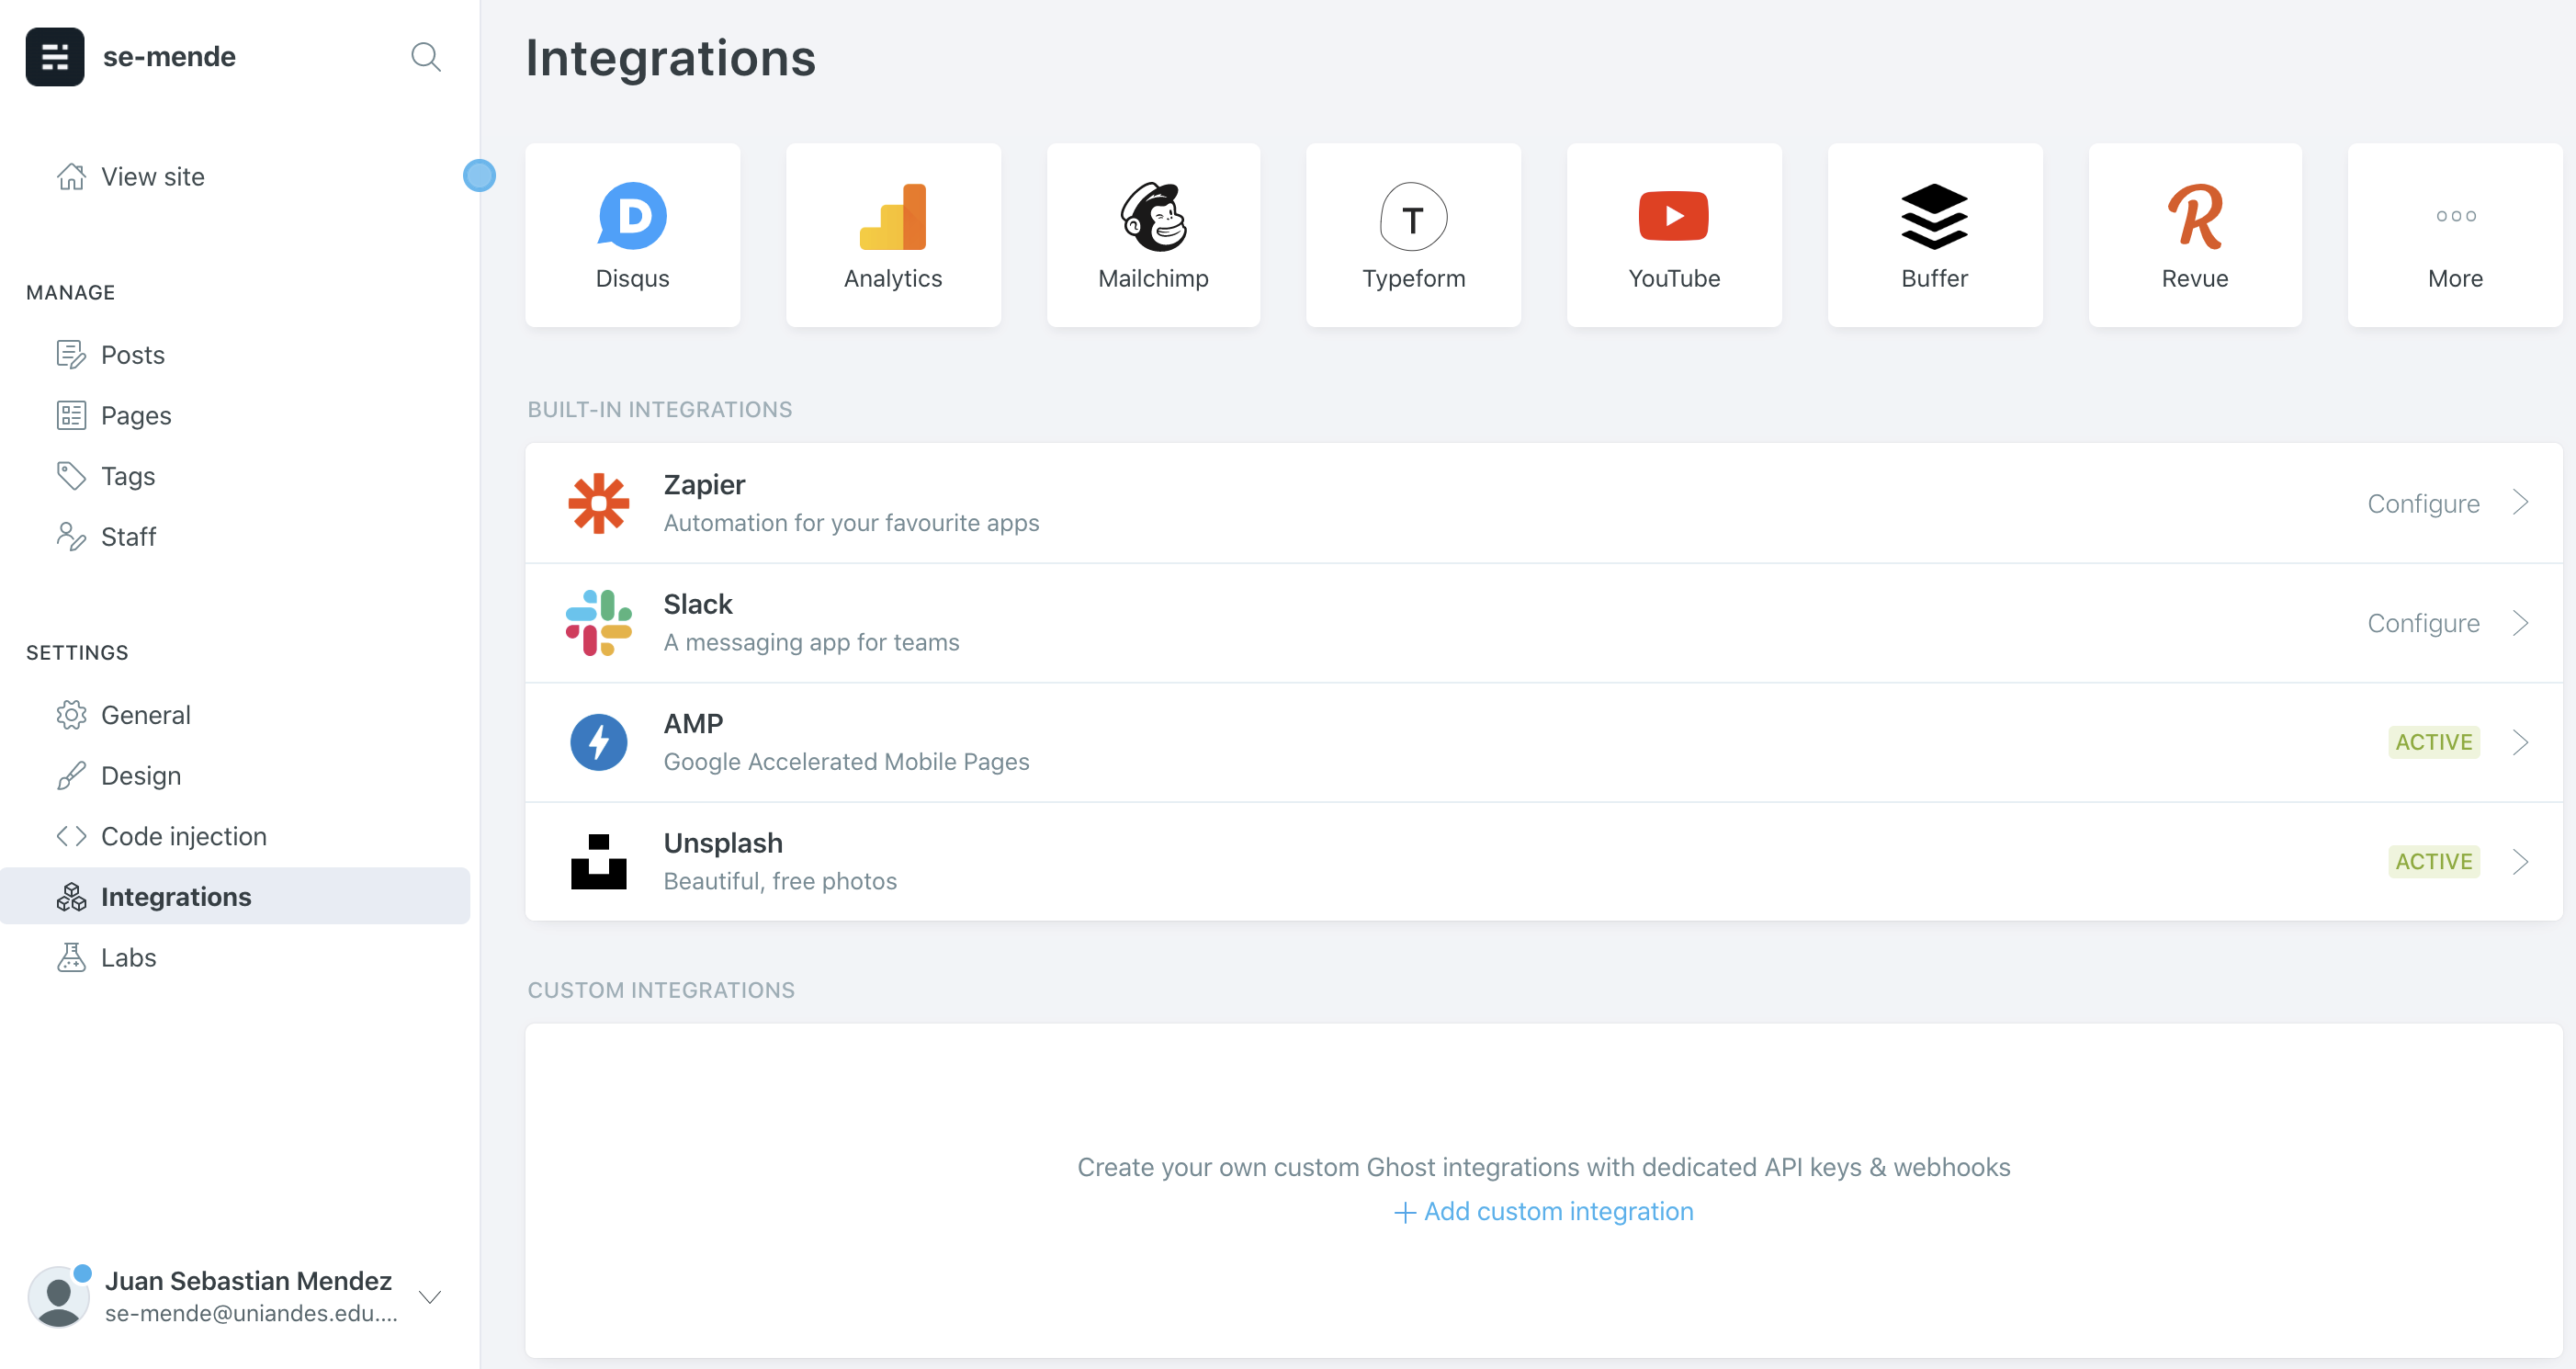 se-mende
View site
MANAGE
Posts
Pages
Tags
Staff
SETTINGS
General
Design
Code injection
Integrations
Labs
Juan Sebastian Mendez
se-mende@uniandes.edu....
Integrations
Disqus
Analytics
Mailchimp
T
Typeform
YouTube
Buffer
Revue
More
BUILT-IN INTEGRATIONS
Zapier
Automation for your favourite apps
Configure
Slack
A messaging app for teams
Configure
AMP
Google Accelerated Mobile Pages
ACTIVE
Unsplash
Beautiful, free photos
ACTIVE
CUSTOM INTEGRATIONS
Create your own custom Ghost integrations with dedicated API keys & webhooks
+ Add custom integration